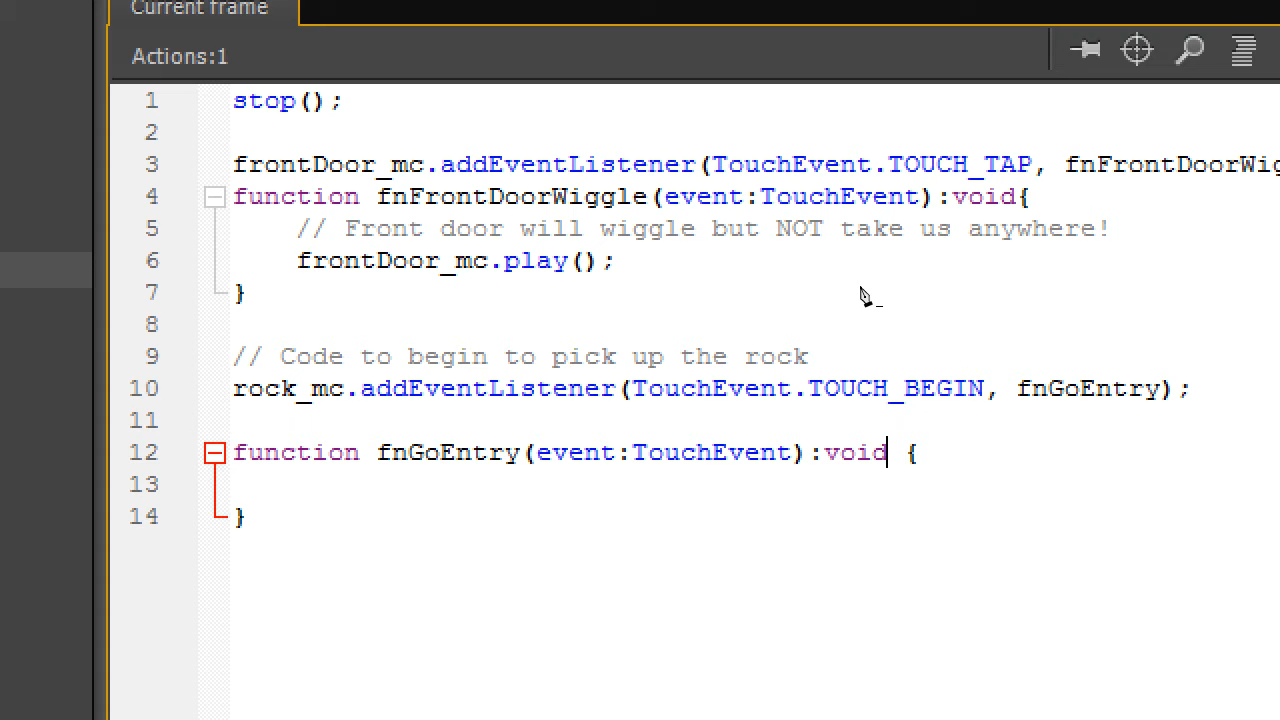 Current frame
Actions:1
1 stop();
2
3 frontDoor_mc.addEventListener(TouchEvent.TOUCH_TAP, fnFrontDoorWig
4 function fnFrontDoorWiggle(event:TouchEvent):void{
5 // Front door will wiggle but NOT take us anywhere!
6 frontDoor_mc.play();
7 }
8
9 // Code to begin to pick up the rock
10 rock_mc.addEventListener(TouchEvent.TOUCH_BEGIN, fnGoEntry);
11
12 function fnGoEntry(event:TouchEvent):void {
13
14 }